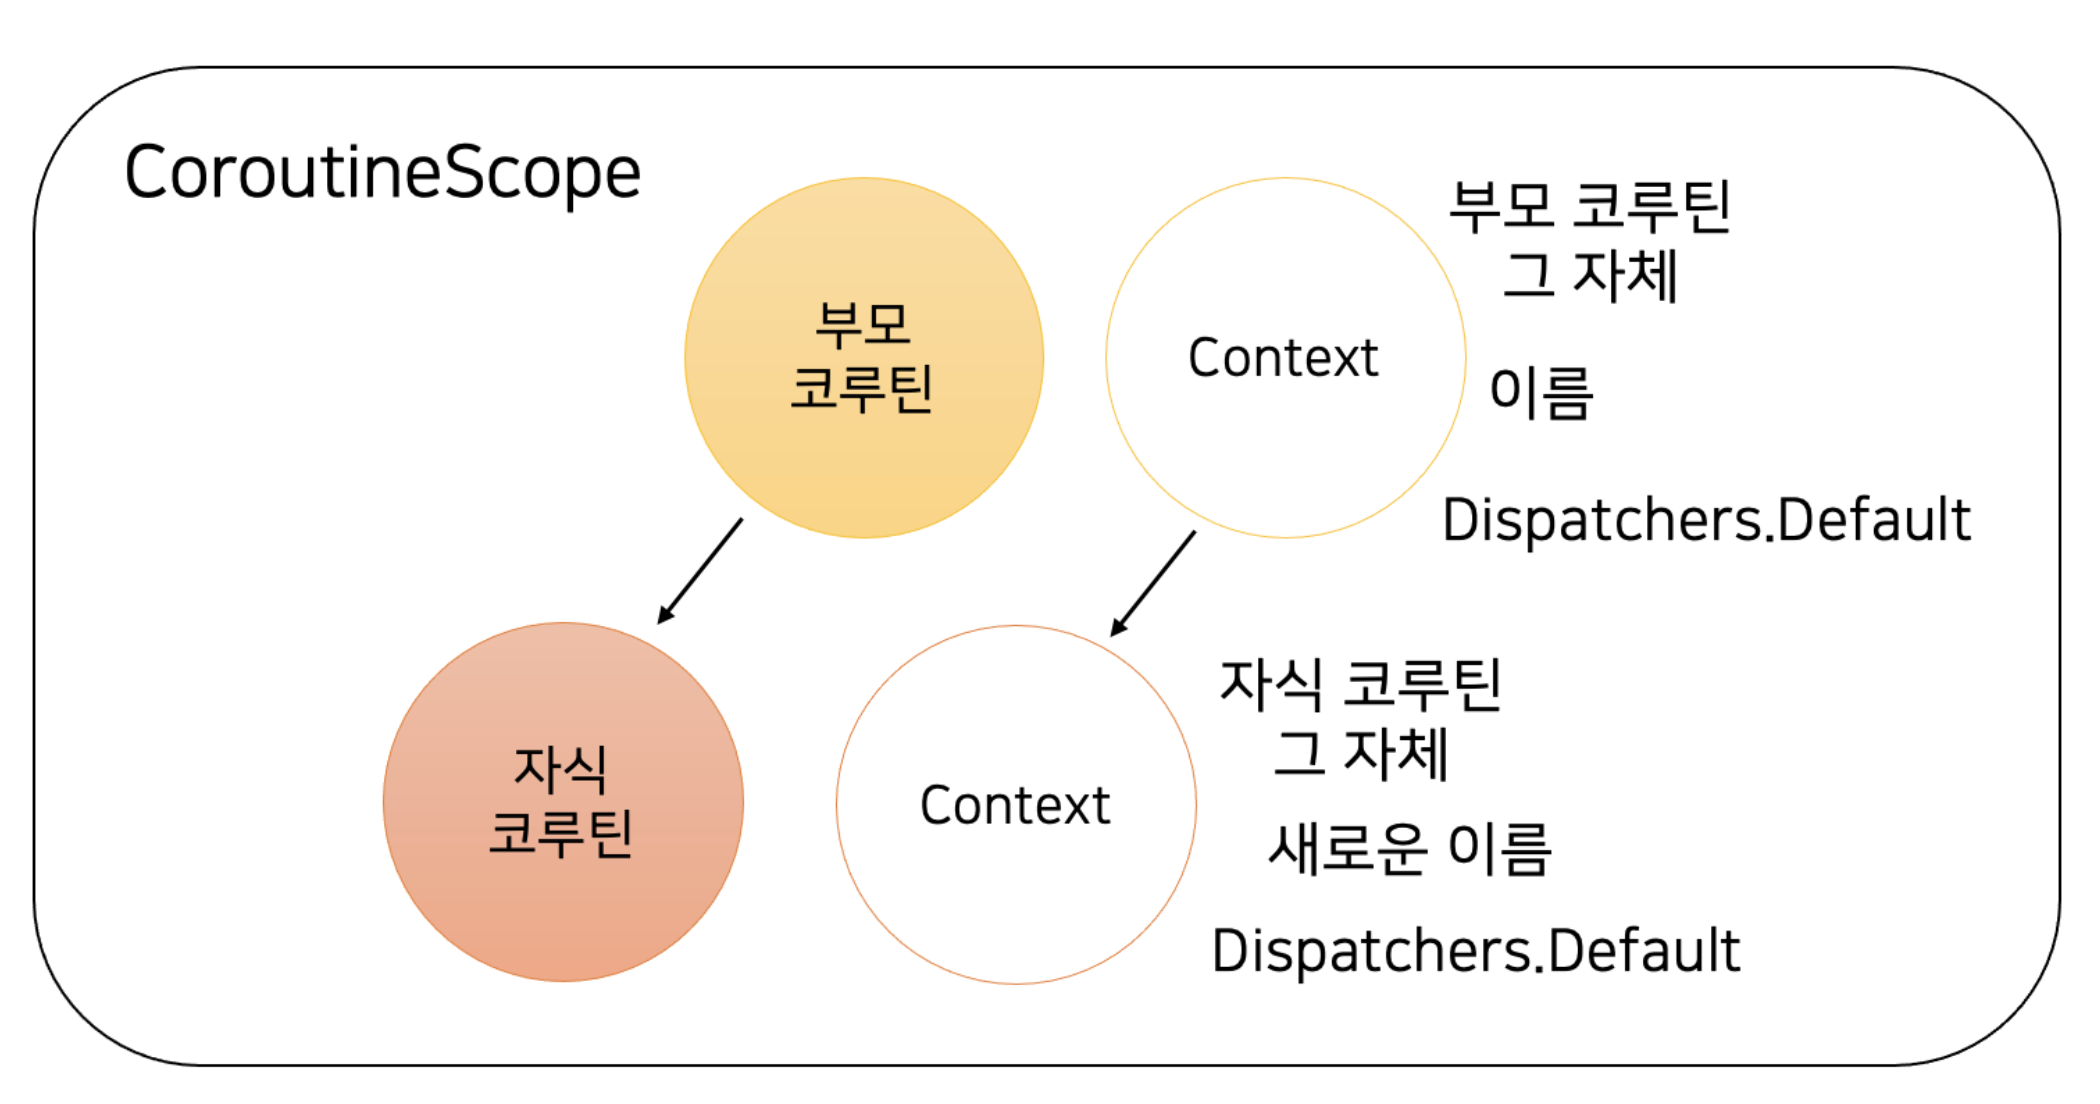 CoroutineScope
부모
코루틴
Context
부모 코루틴
그 자체
이름
Dispatchers.Default
자식
코루틴
Context
자식 코루틴
그 자체
새로운 이름
Dispatchers.Default